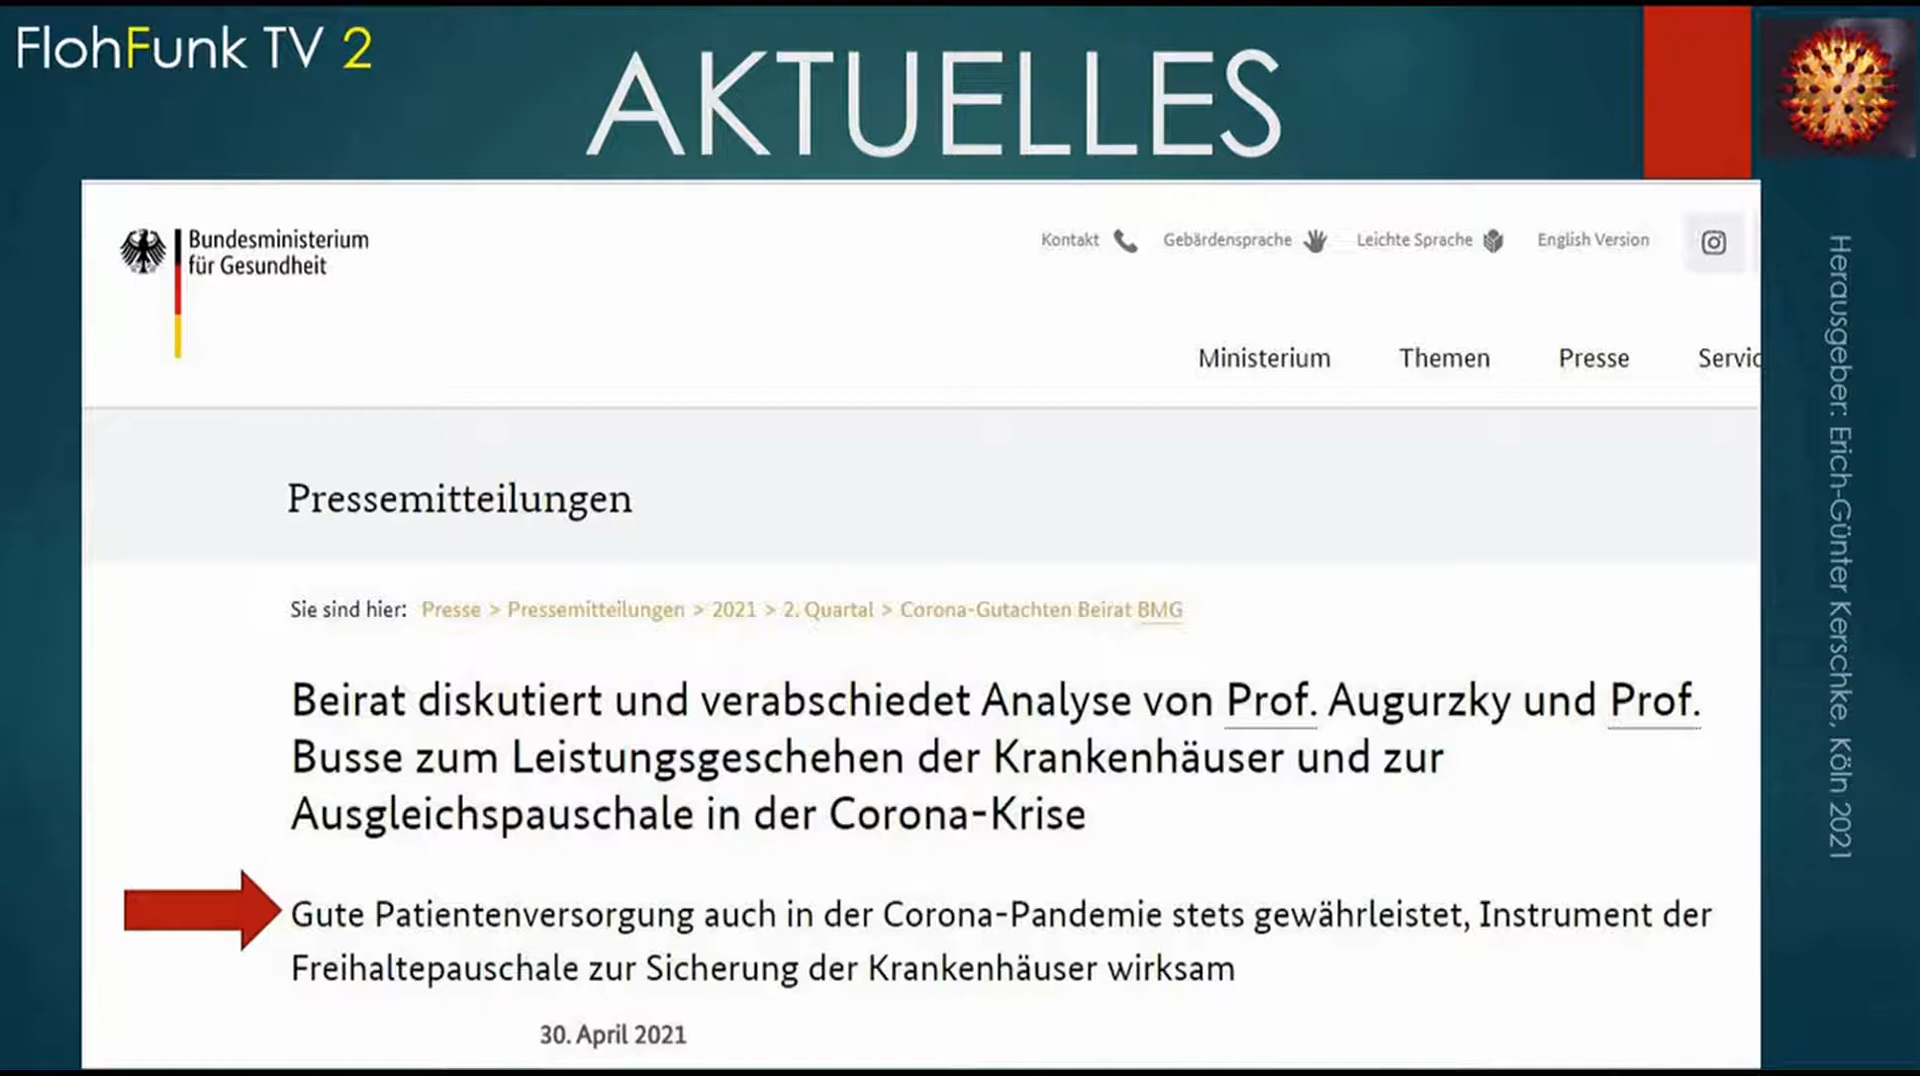 FlohFunk TV 2
AKTUELLES
Bundesministerium
für Gesundheit
Kontakt
Gebärdensprache
Leichte Sprache
English Version
Ministerium
Themen
Presse
Servic
Pressemitteilungen
Sie sind hier: Presse > Pressemitteilungen > 2021 > 2. Quartal > Corona-Gutachten Beirat BMG
Beirat diskutiert und verabschiedet Analyse von Prof. Augurzky und Prof.
Busse zum Leistungsgeschehen der Krankenhäuser und zur
Ausgleichspauschale in der Corona-Krise
Gute Patientenversorgung auch in der Corona-Pandemie stets gewährleistet, Instrument der
Freihaltepauschale zur Sicherung der Krankenhäuser wirksam
30. April 2021
Herausgeber: Erich-Günter Kerschke, Köln 2021